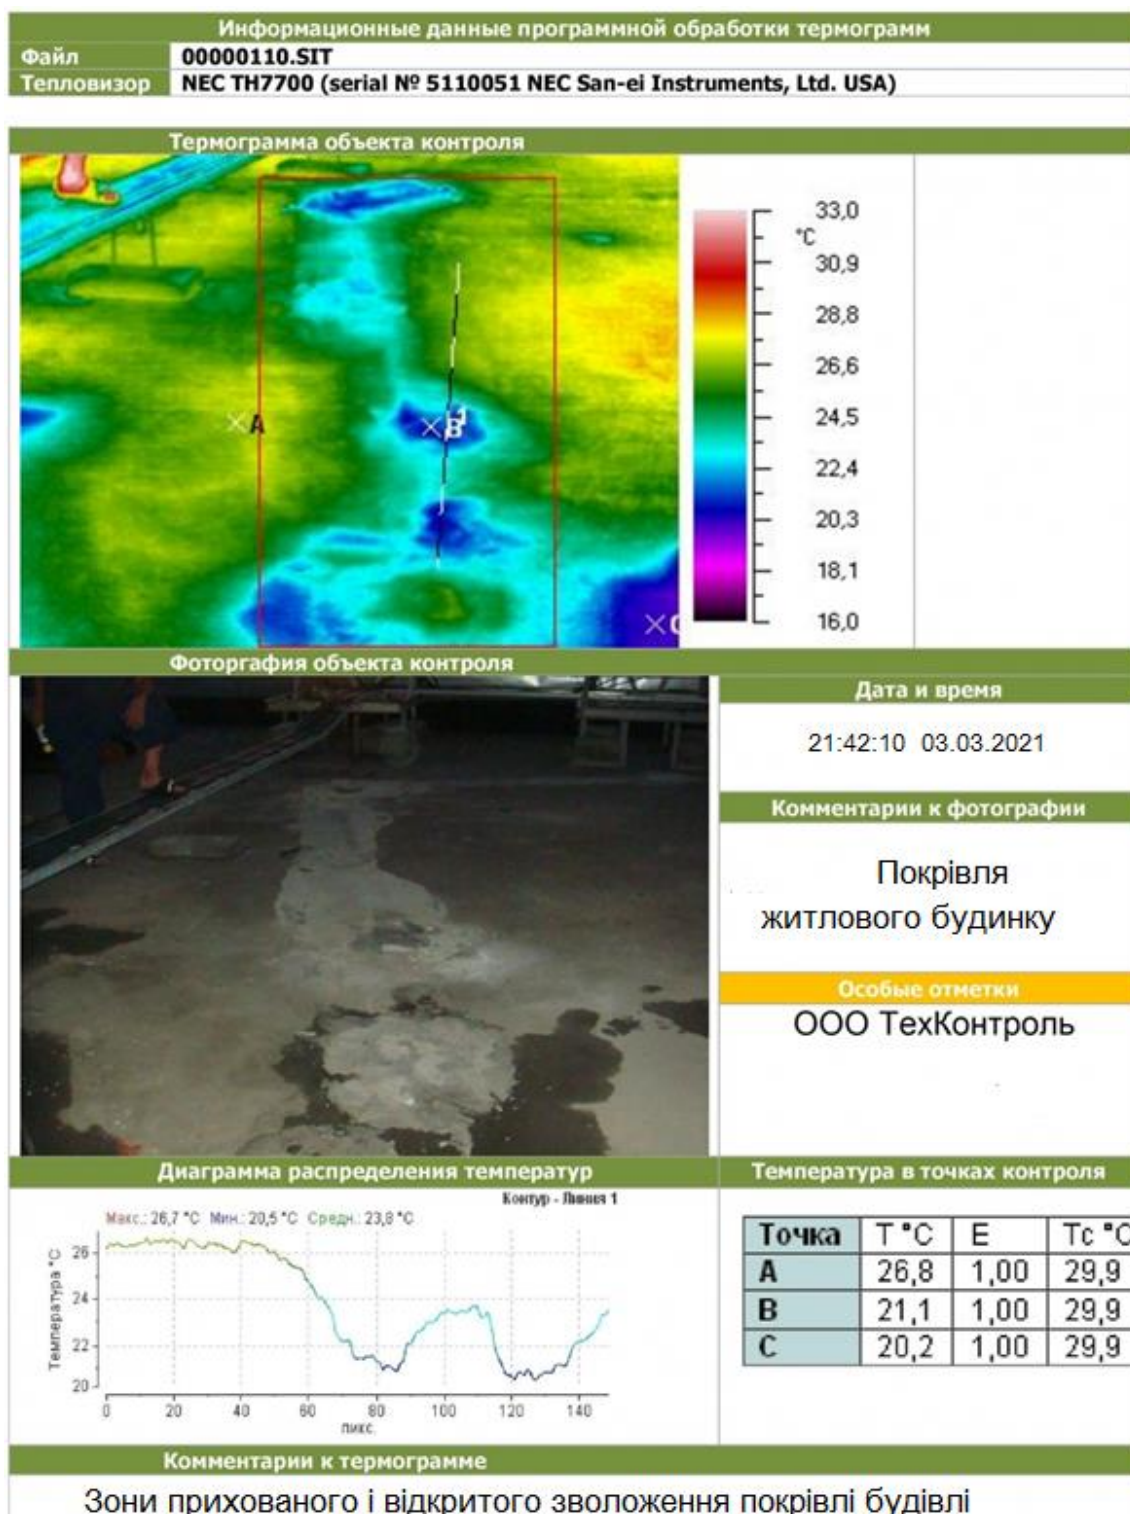 Информационные данные программной обработки термограмм
Файл 00000110.SIT
Тепловизор NEC TH7700 (serial № 5110051 NEC San-ei Instruments, Ltd. USA)
Термограмма объекта контроля
33,0
°C
30,9
28,8
26,6
24,5
22,4
20,3
18,1
16,0
A
B
1
Фоторгафия объекта контроля
Дата и время
21:42:10 03.03.2021
Комментарии к фотографии
Покрівля
житлового будинку
Особые отметки
ООО ТехКонтроль
Диаграмма распределения температур
Контур - Линия 1
Макс.: 26,7 °C Мин.: 20,5 °C Средн.: 23,8 °C
Температура °C
26
24
22
20
0 20 40 60 80 100 120 140
пикс.
Температура в точках контроля
Точка T °C E Tc °C
A 26,8 1,00 29,9
B 21,1 1,00 29,9
C 20,2 1,00 29,9
Комментарии к термограмме
Зони прихованого і відкритого зволоження покрівлі будівлі